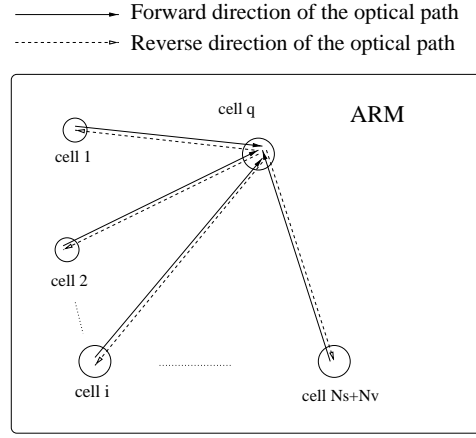 Forward direction of the optical path
Reverse direction of the optical path
cell q
ARM
cell 1
cell 2
cell i
cell Ns+Nv